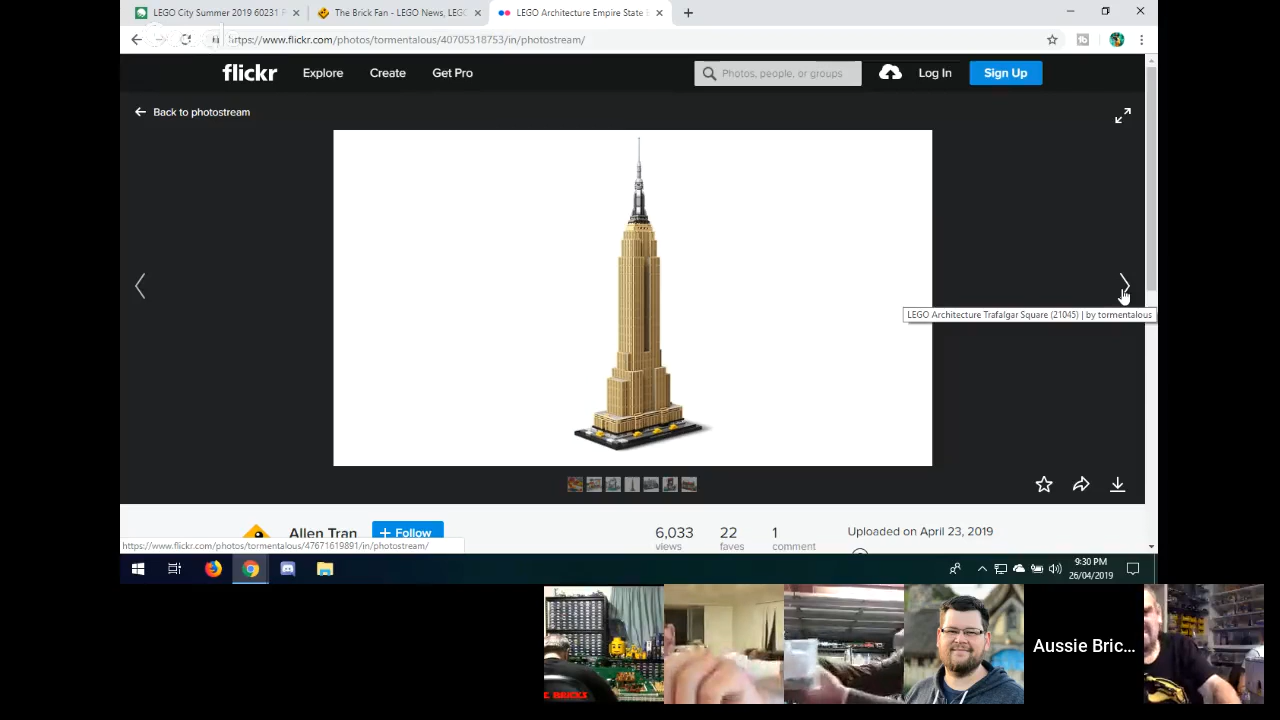 LEGO City Summer 2019 60231 F
The Brick Fan - LEGO News, LEGO
LEGO Architecture Empire State B
https://www.flickr.com/photos/tormentalous/40705318753/in/photostream/
flickr
Explore
Create
Get Pro
Photos, people, or groups
Log In
Sign Up
Back to photostream
LEGO Architecture Trafalgar Square (21045) | by tormentalous
Allen Tran
+ Follow
6,033
views
22
faves
1
comment
Uploaded on April 23, 2019
https://www.flickr.com/photos/tormentalous/47671619891/in/photostream/
9:30 PM
26/04/2019
C BRICKS
Aussie Bric...